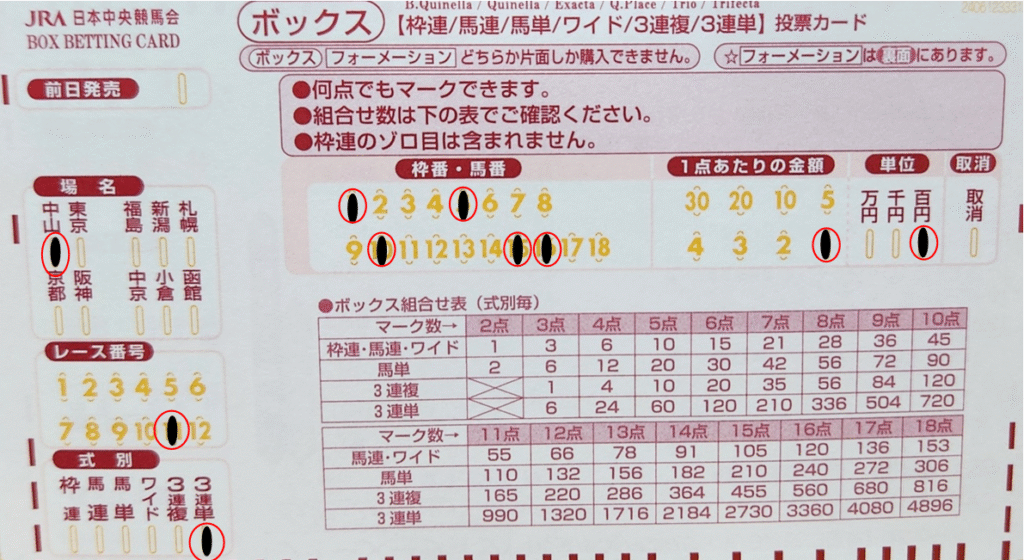 JRA 日本中央競馬会
BOX BETTING CARD
前日発売
ボックス
B.Quinella / Quinella / Exacta / Q.Place / Trio / Trifecta
【枠連/馬連/馬単/ワイド/3連複/3連単】投票カード
ボックス フォーメーション どちらか片面しか購入できません。
☆フォーメーションは裏面にあります。
●何点でもマークできます。
●組合せ数は下の表でご確認ください。
●枠連のゾロ目は含まれません。
場名
中山 東京 福島 新潟 札幌
京都 阪神 中京 小倉 函館
レース番号
1 2 3 4 5 6
7 8 9 10 12
式別
枠連 馬連 馬単 ワイド 3連複 3連単
枠番・馬番
2 3 4 6 7 8
9 11 12 13 14 17 18
1点あたりの金額
30 20 10 5
4 3 2
単位
万円 千円 百円
取消
取消
●ボックス組合せ表(式別毎)
マーク数→ 2点 3点 4点 5点 6点 7点 8点 9点 10点
枠連・馬連・ワイド 1 3 6 10 15 21 28 36 45
馬単 2 6 12 20 30 42 56 72 90
3連複 1 4 10 20 35 56 84 120
3連単 6 24 60 120 210 336 504 720
マーク数→ 11点 12点 13点 14点 15点 16点 17点 18点
馬連・ワイド 55 66 78 91 105 120 136 153
馬単 110 132 156 182 210 240 272 306
3連複 165 220 286 364 455 560 680 816
3連単 990 1320 1716 2184 2730 3360 4080 4896